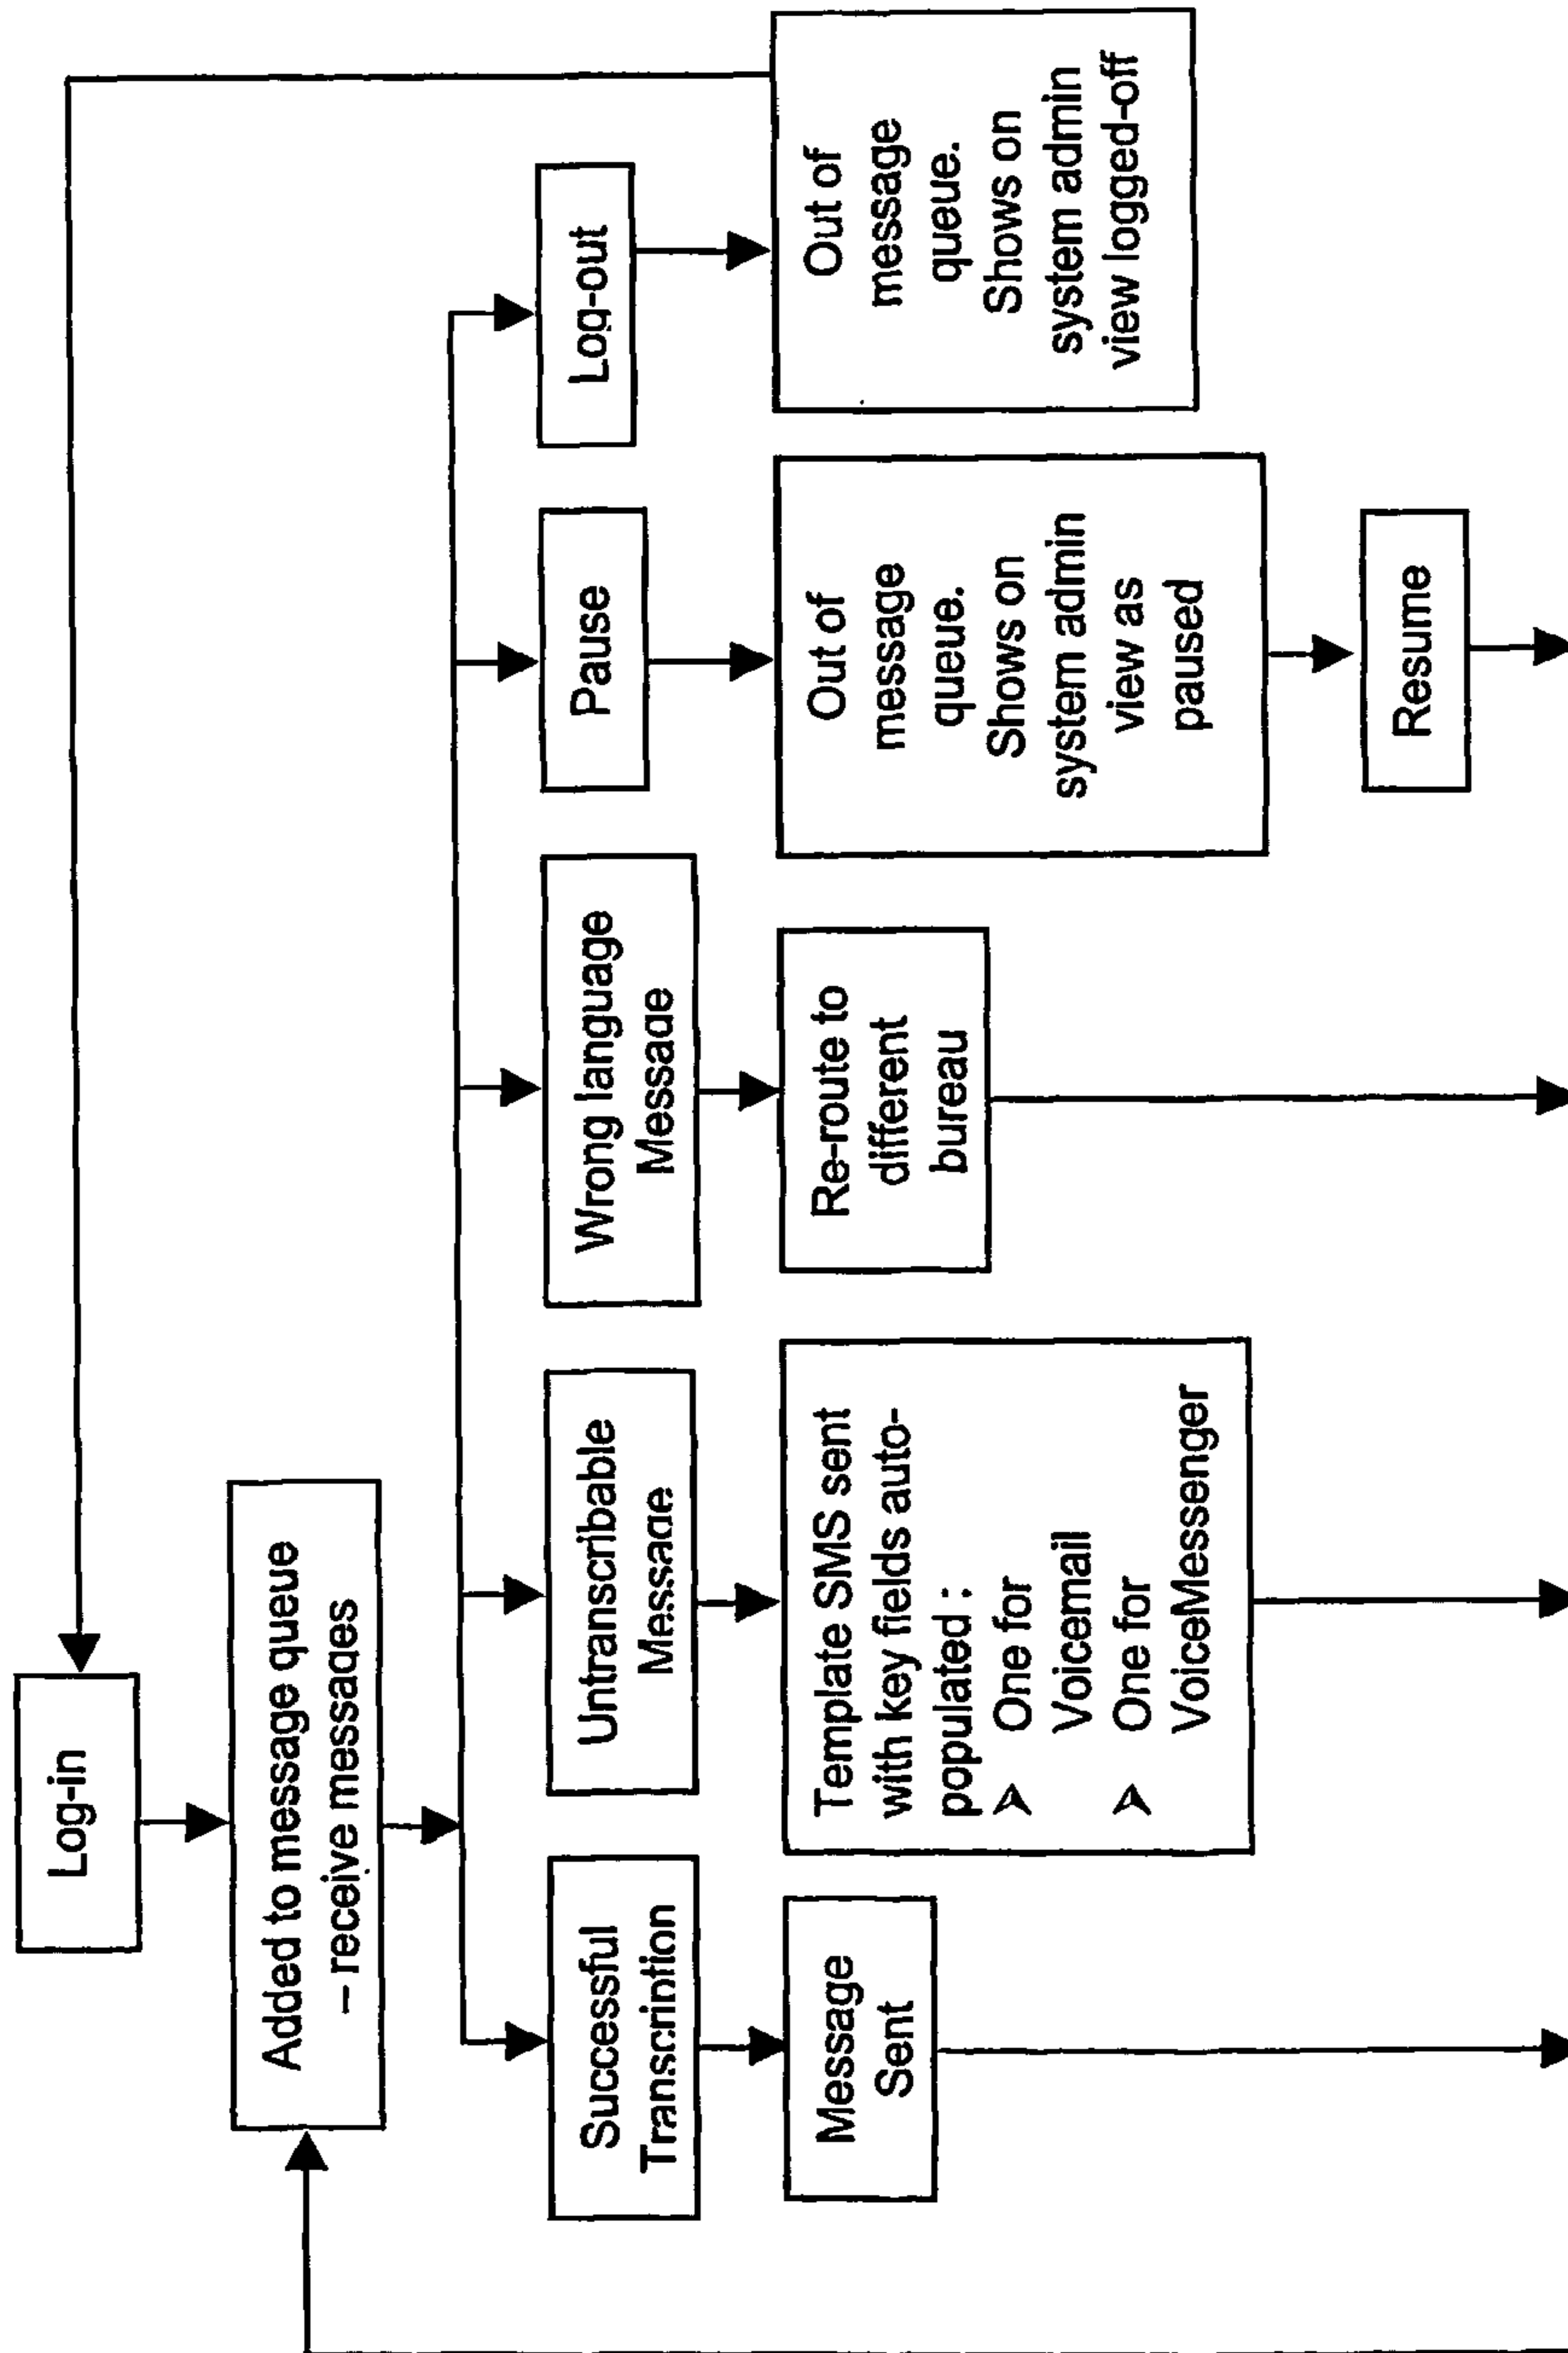 Log-in
Added to message queue
– receive messages
Successful
Transcription
Untranscribable
Message
Wrong language
Message
Pause
Log-out
Message
Sent
Template SMS sent
with key fields auto-
populated :
➢ One for
Voicemail
➢ One for
VoiceMessenger
Re-route to
different
bureau
Out of
message
queue.
Shows on
system admin
view as
paused
Out of
message
queue.
Shows on
system admin
view logged-off
Resume